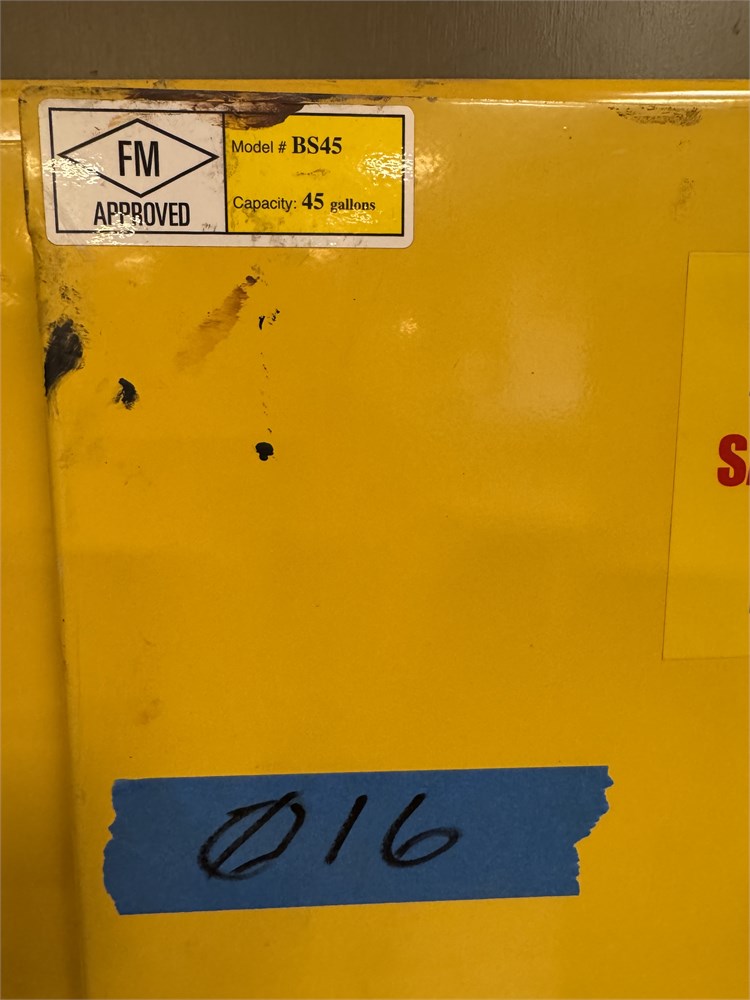 FM
APPROVED
Model # BS45
Capacity: 45 gallons
Ø16